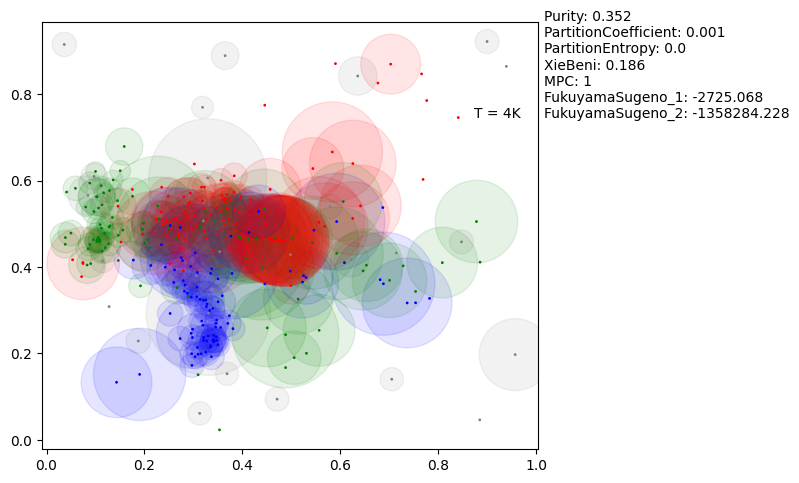 Purity: 0.352
PartitionCoefficient: 0.001
PartitionEntropy: 0.0
XieBeni: 0.186
MPC: 1
FukuyamaSugeno_1: -2725.068
FukuyamaSugeno_2: -1358284.228
T = 4K
0.8
0.6
0.4
0.2
0.0
0.0 0.2 0.4 0.6 0.8 1.0